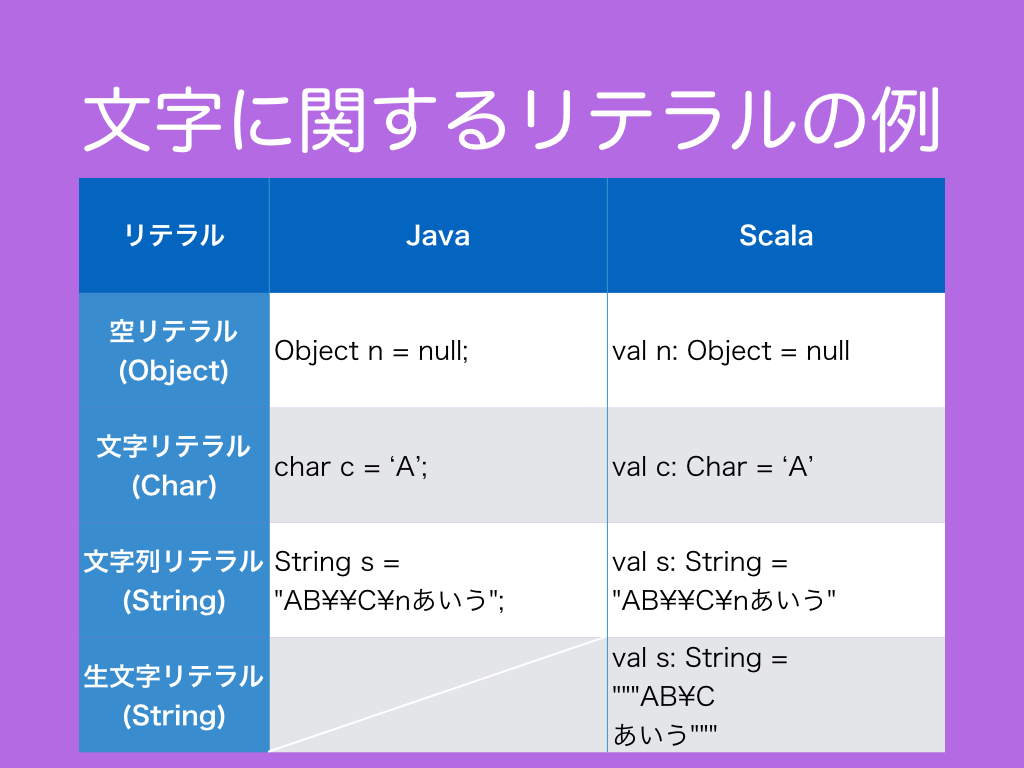 文字に関するリテラルの例
リテラル
Java
Scala
空リテラル
(Object)
Object n = null;
val n: Object = null
文字リテラル
(Char)
char c = ‘A’;
val c: Char = ‘A’
文字列リテラル
(String)
String s =
"AB¥¥C¥nあいう";
val s: String =
"AB¥¥C¥nあいう"
生文字リテラル
(String)
val s: String =
"""AB¥C
あいう"""